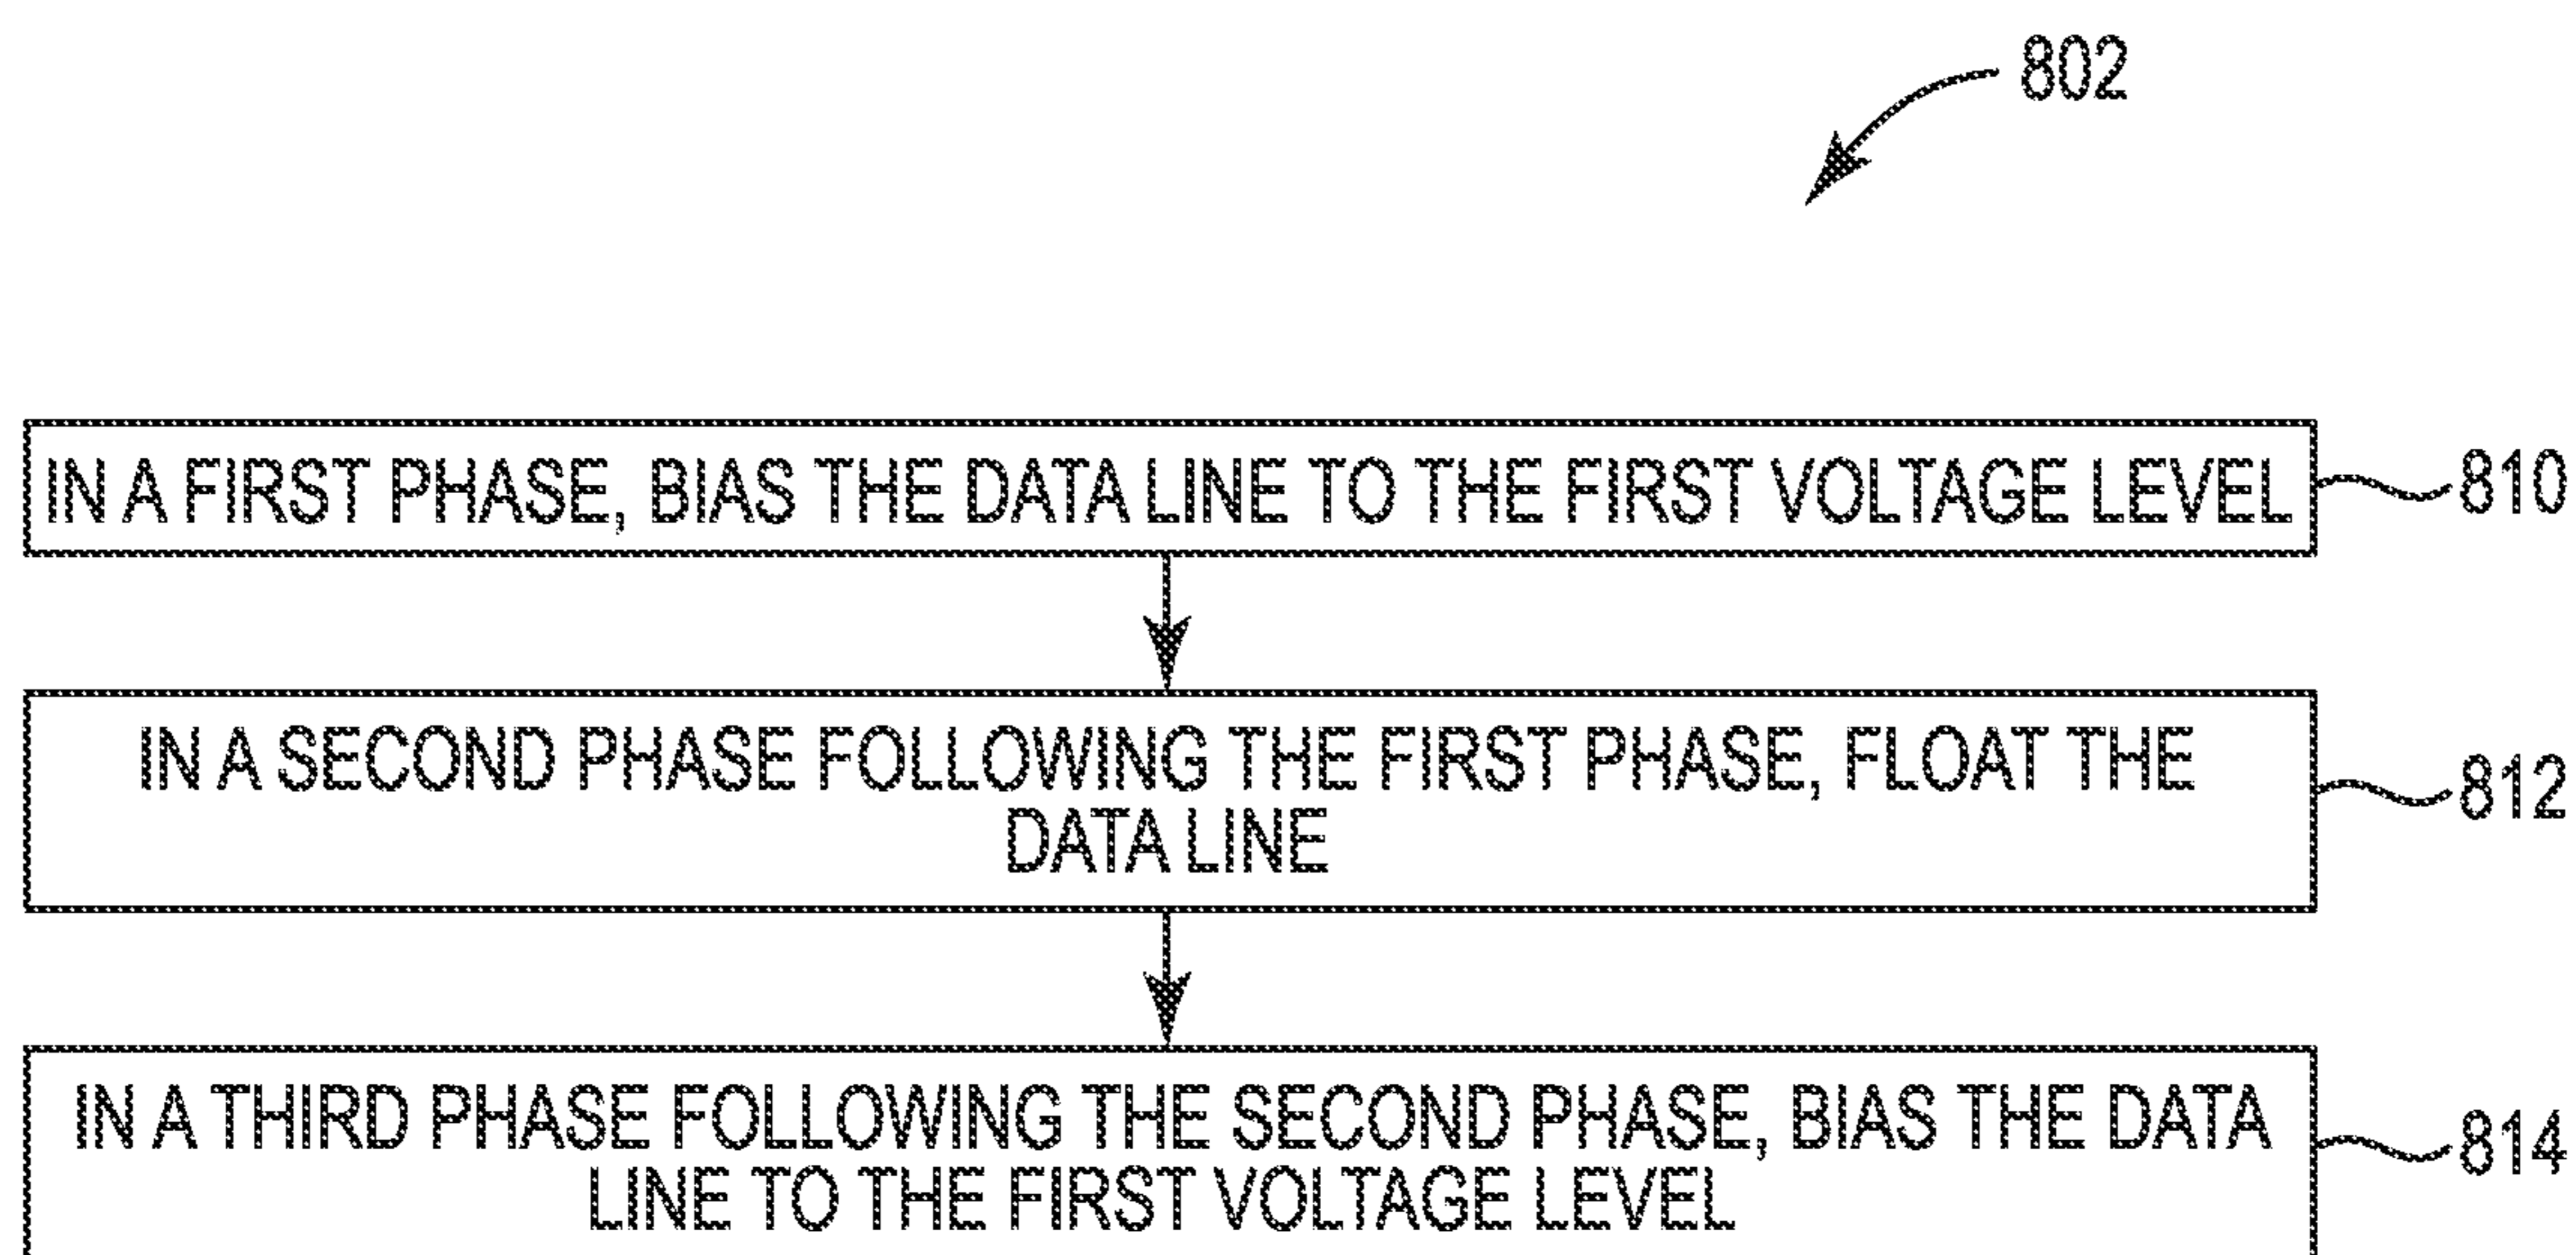 802
IN A FIRST PHASE, BIAS THE DATA LINE TO THE FIRST VOLTAGE LEVEL
810
IN A SECOND PHASE FOLLOWING THE FIRST PHASE, FLOAT THE
DATA LINE
812
IN A THIRD PHASE FOLLOWING THE SECOND PHASE, BIAS THE DATA
LINE TO THE FIRST VOLTAGE LEVEL
814